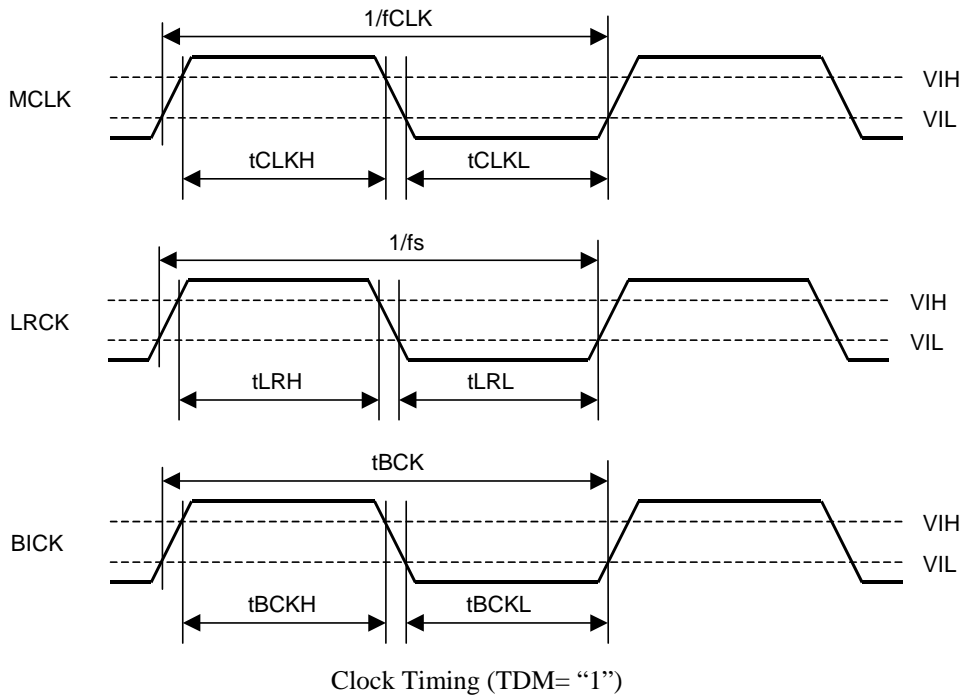 1/fCLK
VIH
MCLK
VIL
tCLKH tCLKL
1/fs
VIH
LRCK
VIL
tLRH tLRL
tBCK
VIH
BICK
VIL
tBCKH tBCKL
Clock Timing (TDM= “1”)